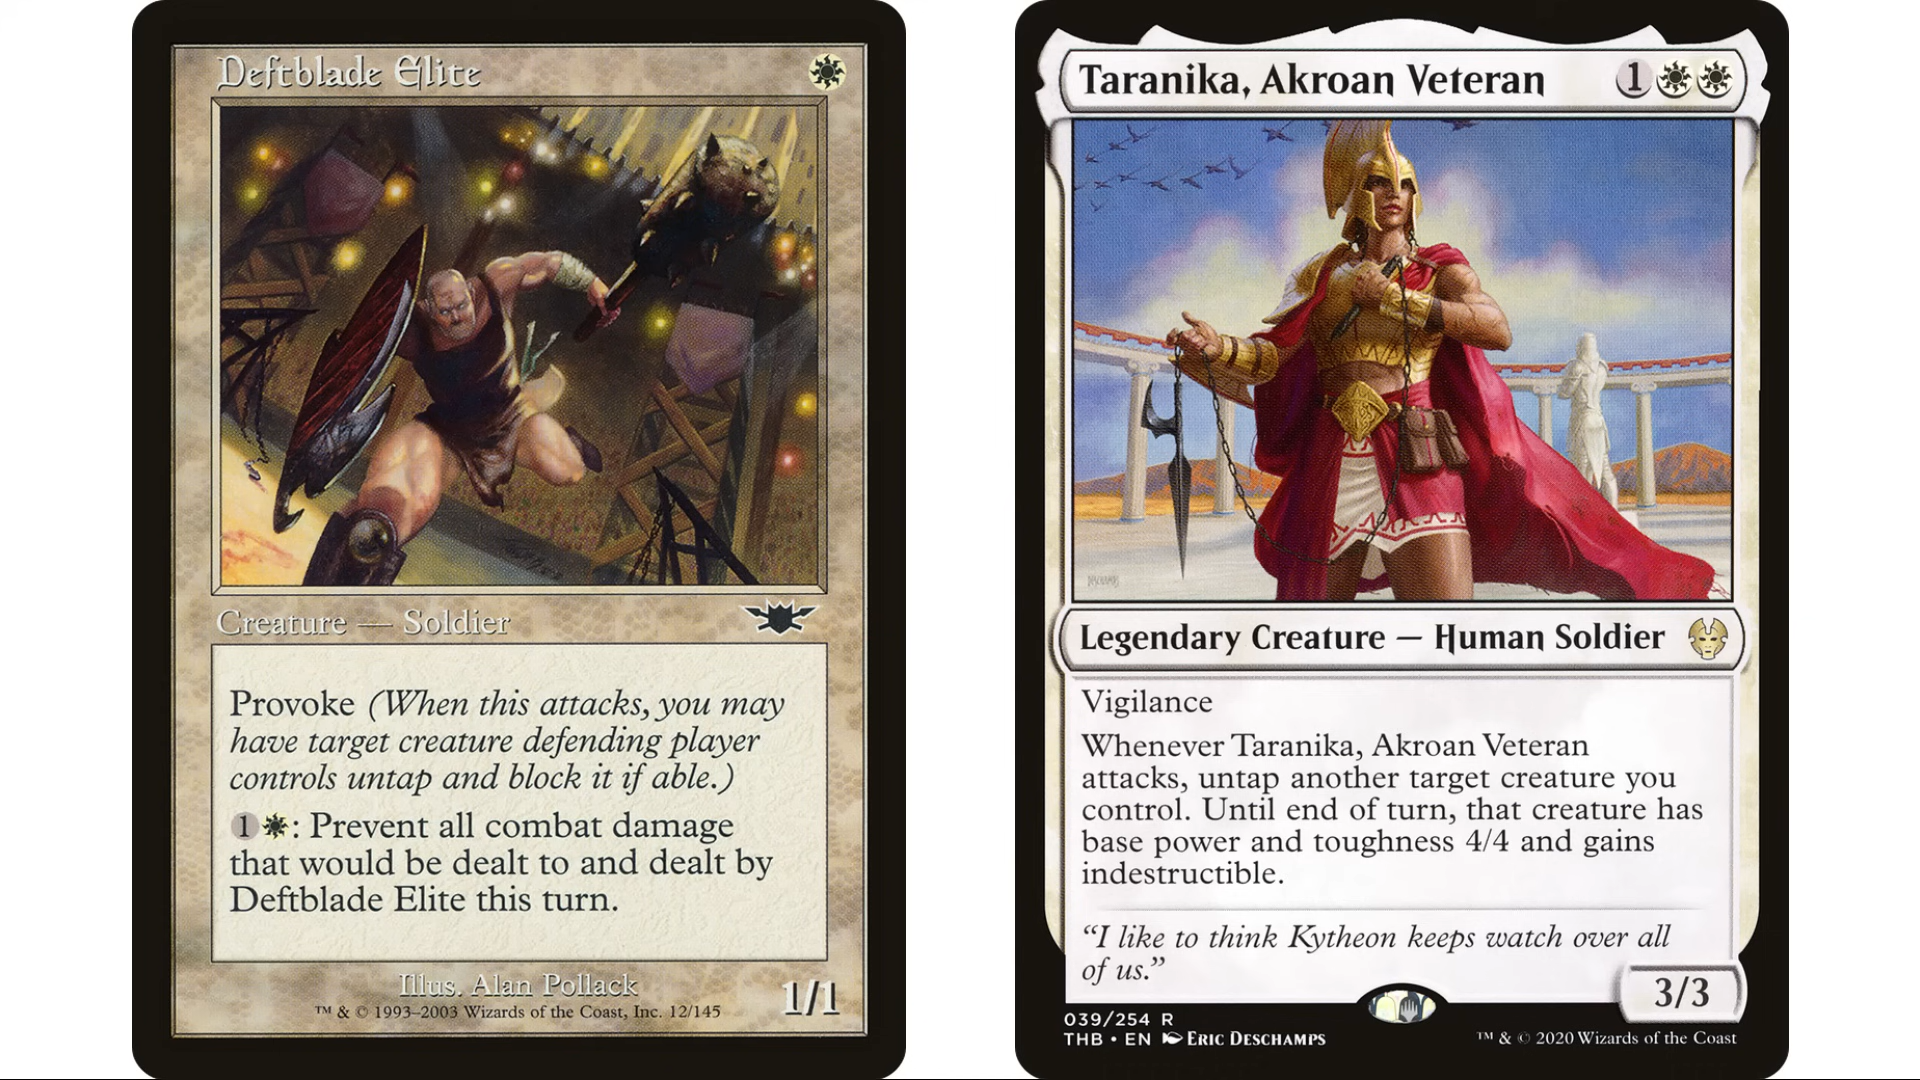 Deftblade Elite
Creature — Soldier
Provoke (When this attacks, you may
have target creature defending player
controls untap and block it if able.)
1: Prevent all combat damage
that would be dealt to and dealt by
Deftblade Elite this turn.
Illus. Alan Pollack
™ & © 1993–2003 Wizards of the Coast, Inc. 12/145
1/1
Taranika, Akroan Veteran
1
Legendary Creature — Human Soldier
Vigilance
Whenever Taranika, Akroan Veteran
attacks, untap another target creature you
control. Until end of turn, that creature has
base power and toughness 4/4 and gains
indestructible.
“I like to think Kytheon keeps watch over all
of us.”
3/3
039/254 R
THB • EN Eric Deschamps
™ & © 2020 Wizards of the Coast